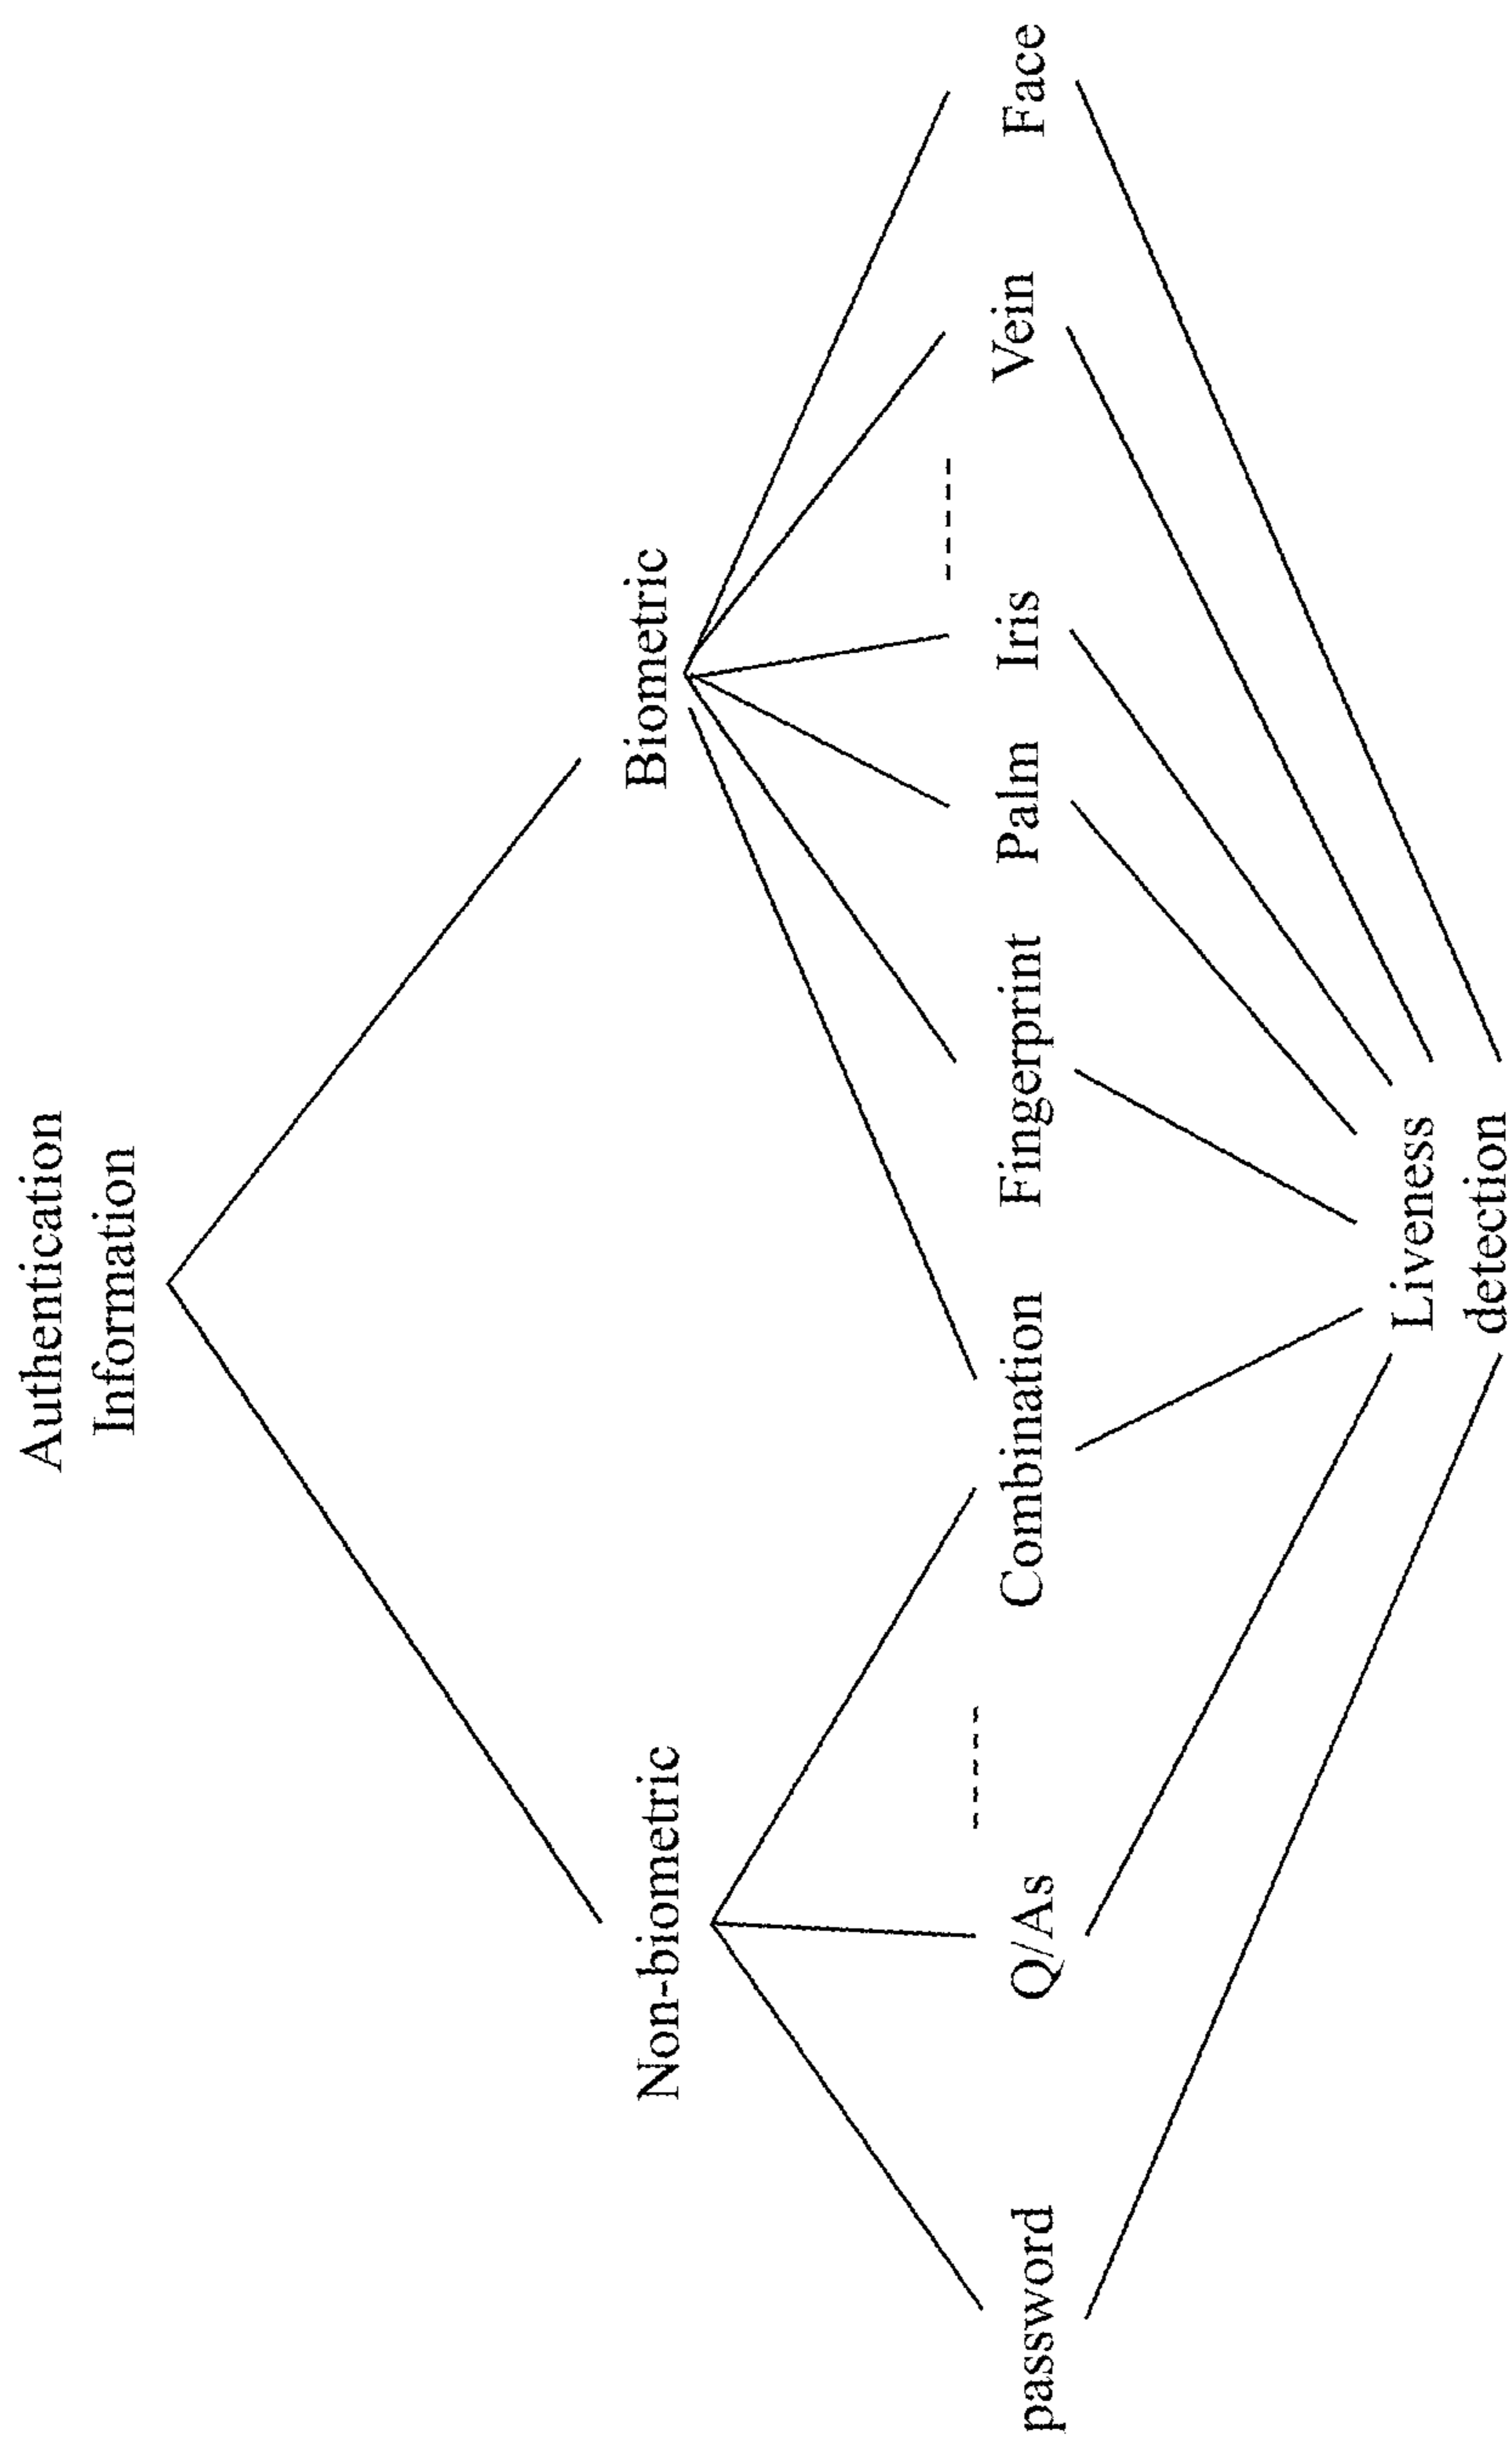 Authentication
Information
Non-biometric
Biometric
password
Q/As
Combination
Fingerprint
Palm
Iris
Vein
Face
Liveness
detection